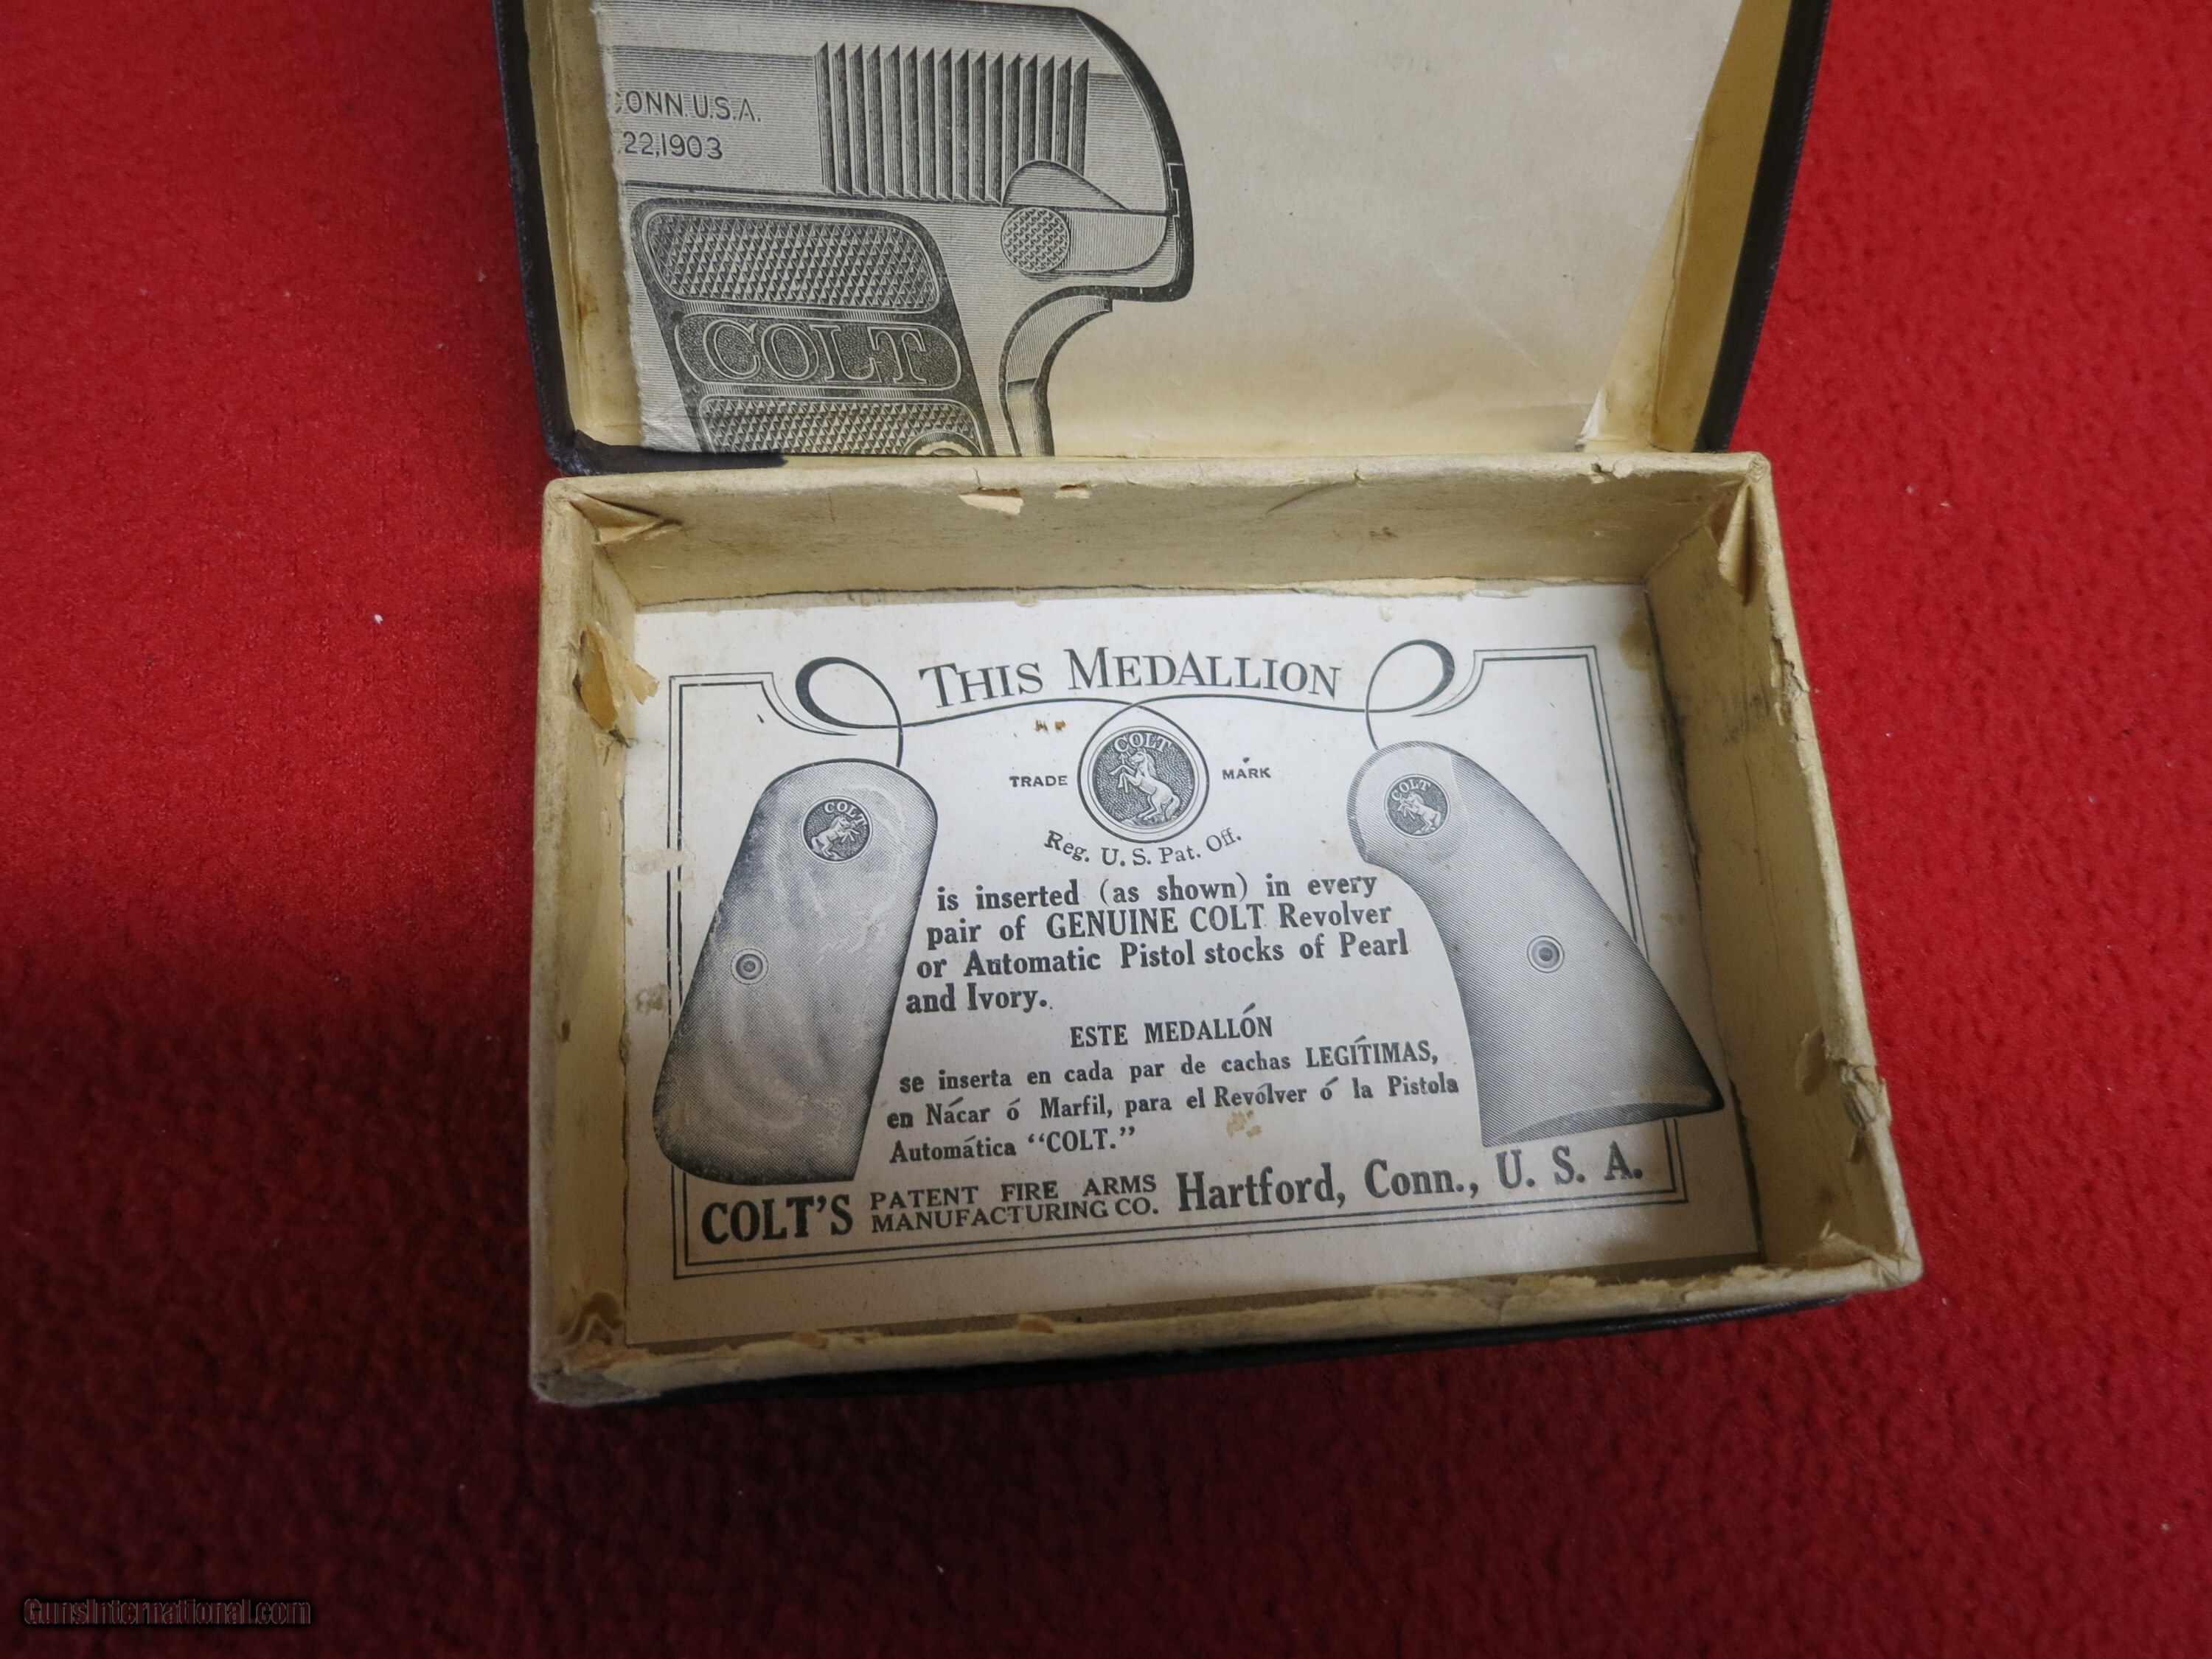 CONN.U.S.A.
22,1903
COLT
THIS MEDALLION
COLT
TRADE MARK
Reg. U. S. Pat. Off.
COLT
COLT
is inserted (as shown) in every
pair of GENUINE COLT Revolver
or Automatic Pistol stocks of Pearl
and Ivory.
ESTE MEDALLÓN
se inserta en cada par de cachas LEGÍTIMAS,
en Nácar ó Marfil, para el Revólver ó la Pistola
Automática “COLT.”
COLT'S PATENT FIRE ARMS MANUFACTURING CO. Hartford, Conn., U. S. A.
GunsInternational.com